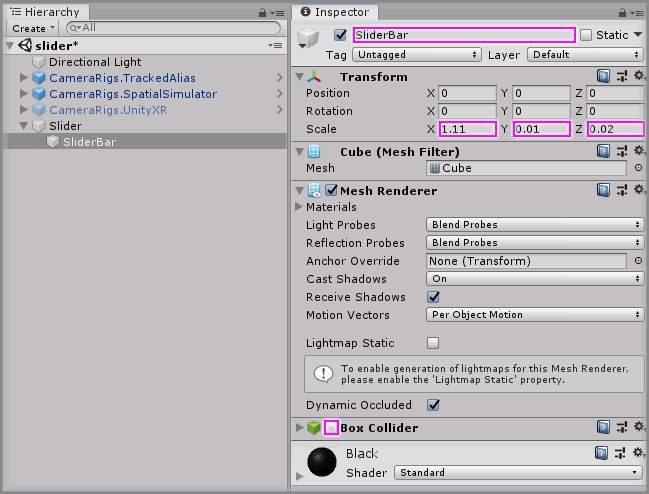 Hierarchy
Create
All
slider*
Directional Light
CameraRigs.TrackedAlias
CameraRigs.SpatialSimulator
CameraRigs.UnityXR
Slider
SliderBar
Inspector
SliderBar
Static
Tag Untagged Layer Default
Transform
Position X 0 Y 0 Z 0
Rotation X 0 Y 0 Z 0
Scale X 1.11 Y 0.01 Z 0.02
Cube (Mesh Filter)
Mesh Cube
Mesh Renderer
Materials
Light Probes Blend Probes
Reflection Probes Blend Probes
Anchor Override None (Transform)
Cast Shadows On
Receive Shadows
Motion Vectors Per Object Motion
Lightmap Static
To enable generation of lightmaps for this Mesh Renderer,
please enable the 'Lightmap Static' property.
Dynamic Occluded
Box Collider
Black
Shader Standard